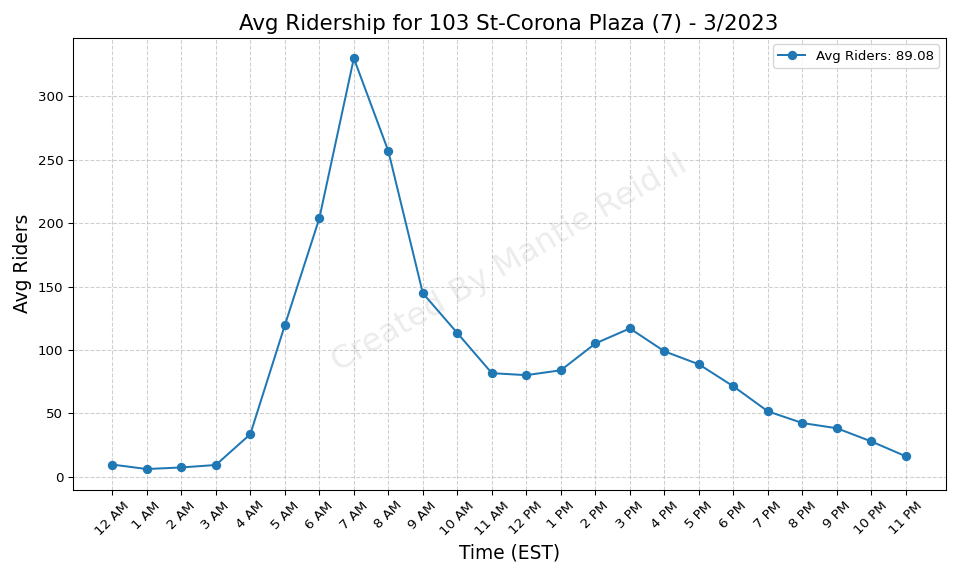 Avg Ridership for 103 St-Corona Plaza (7) - 3/2023
Avg Riders: 89.08
300
250
200
150
100
50
0
Avg Riders
Created By Mantle Reid II
12 AM
1 AM
2 AM
3 AM
4 AM
5 AM
6 AM
7 AM
8 AM
9 AM
10 AM
11 AM
12 PM
1 PM
2 PM
3 PM
4 PM
5 PM
6 PM
7 PM
8 PM
9 PM
10 PM
11 PM
Time (EST)